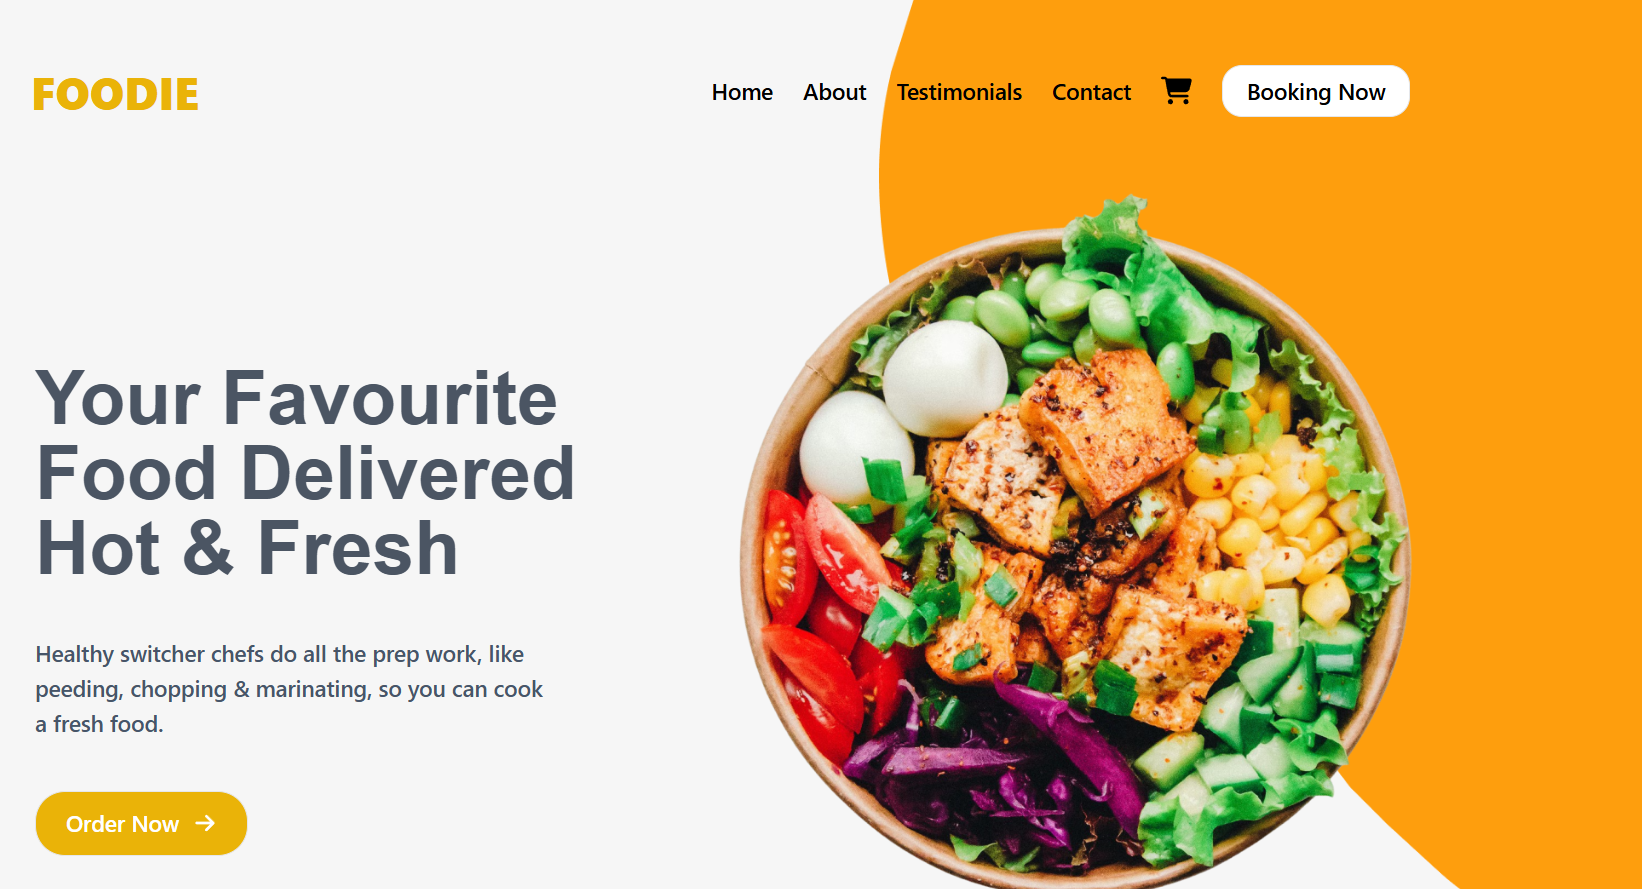 FOODIE
Home About Testimonials Contact Booking Now
Your Favourite
Food Delivered
Hot & Fresh
Healthy switcher chefs do all the prep work, like
peeding, chopping & marinating, so you can cook
a fresh food.
Order Now